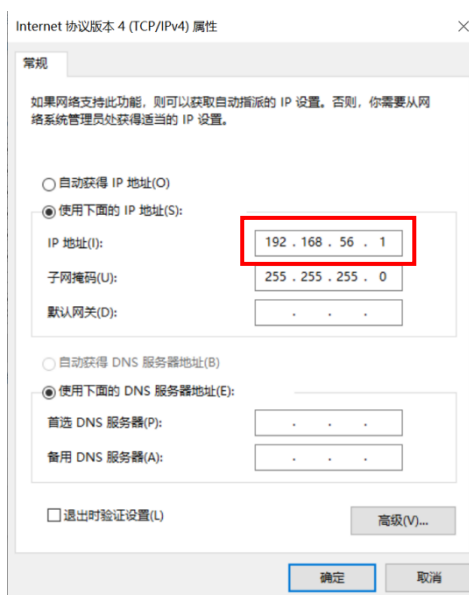 Internet 协议版本 4 (TCP/IPv4) 属性
常规
如果网络支持此功能，则可以获取自动指派的 IP 设置。否则，你需要从网
络系统管理员处获得适当的 IP 设置。
自动获得 IP 地址(O)
使用下面的 IP 地址(S):
IP 地址(I): 192 . 168 . 56 . 1
子网掩码(U): 255 . 255 . 255 . 0
默认网关(D): . . .
自动获得 DNS 服务器地址(B)
使用下面的 DNS 服务器地址(E):
首选 DNS 服务器(P): . . .
备用 DNS 服务器(A): . . .
退出时验证设置(L)
高级(V)...
确定 取消